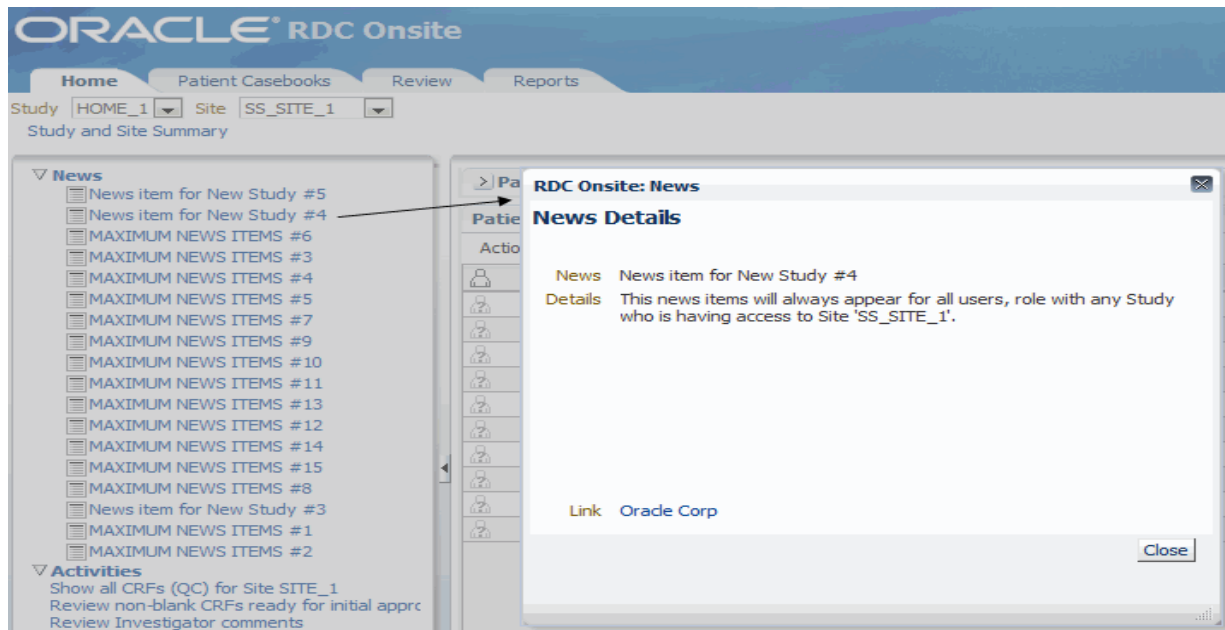 ORACLE® RDC Onsite
Home Patient Casebooks Review Reports
Study HOME_1 Site SS_SITE_1
Study and Site Summary
News
News item for New Study #5
News item for New Study #4
MAXIMUM NEWS ITEMS #6
MAXIMUM NEWS ITEMS #3
MAXIMUM NEWS ITEMS #4
MAXIMUM NEWS ITEMS #5
MAXIMUM NEWS ITEMS #7
MAXIMUM NEWS ITEMS #9
MAXIMUM NEWS ITEMS #10
MAXIMUM NEWS ITEMS #11
MAXIMUM NEWS ITEMS #13
MAXIMUM NEWS ITEMS #12
MAXIMUM NEWS ITEMS #14
MAXIMUM NEWS ITEMS #15
MAXIMUM NEWS ITEMS #8
News item for New Study #3
MAXIMUM NEWS ITEMS #1
MAXIMUM NEWS ITEMS #2
Activities
Show all CRFs (QC) for Site SITE_1
Review non-blank CRFs ready for initial appro
Review Investigator comments
Pa
Patie
Actio
RDC Onsite: News
News Details
News News item for New Study #4
Details This news items will always appear for all users, role with any Study
who is having access to Site 'SS_SITE_1'.
Link Oracle Corp
Close